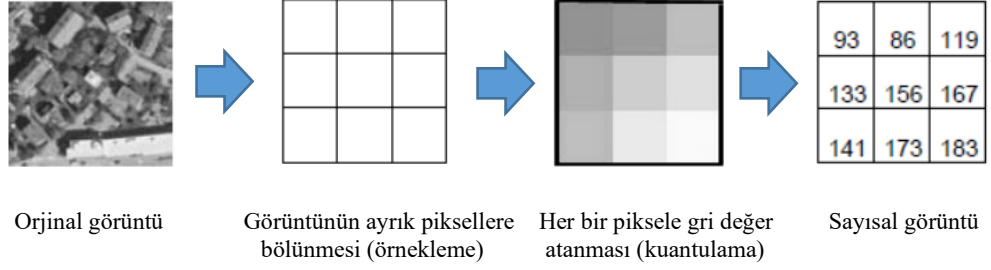 93 86 119
133 156 167
141 173 183
Orjinal görüntü
Görüntünün ayrık piksellere
bölünmesi (örnekleme)
Her bir piksele gri değer
atanması (kuantulama)
Sayısal görüntü